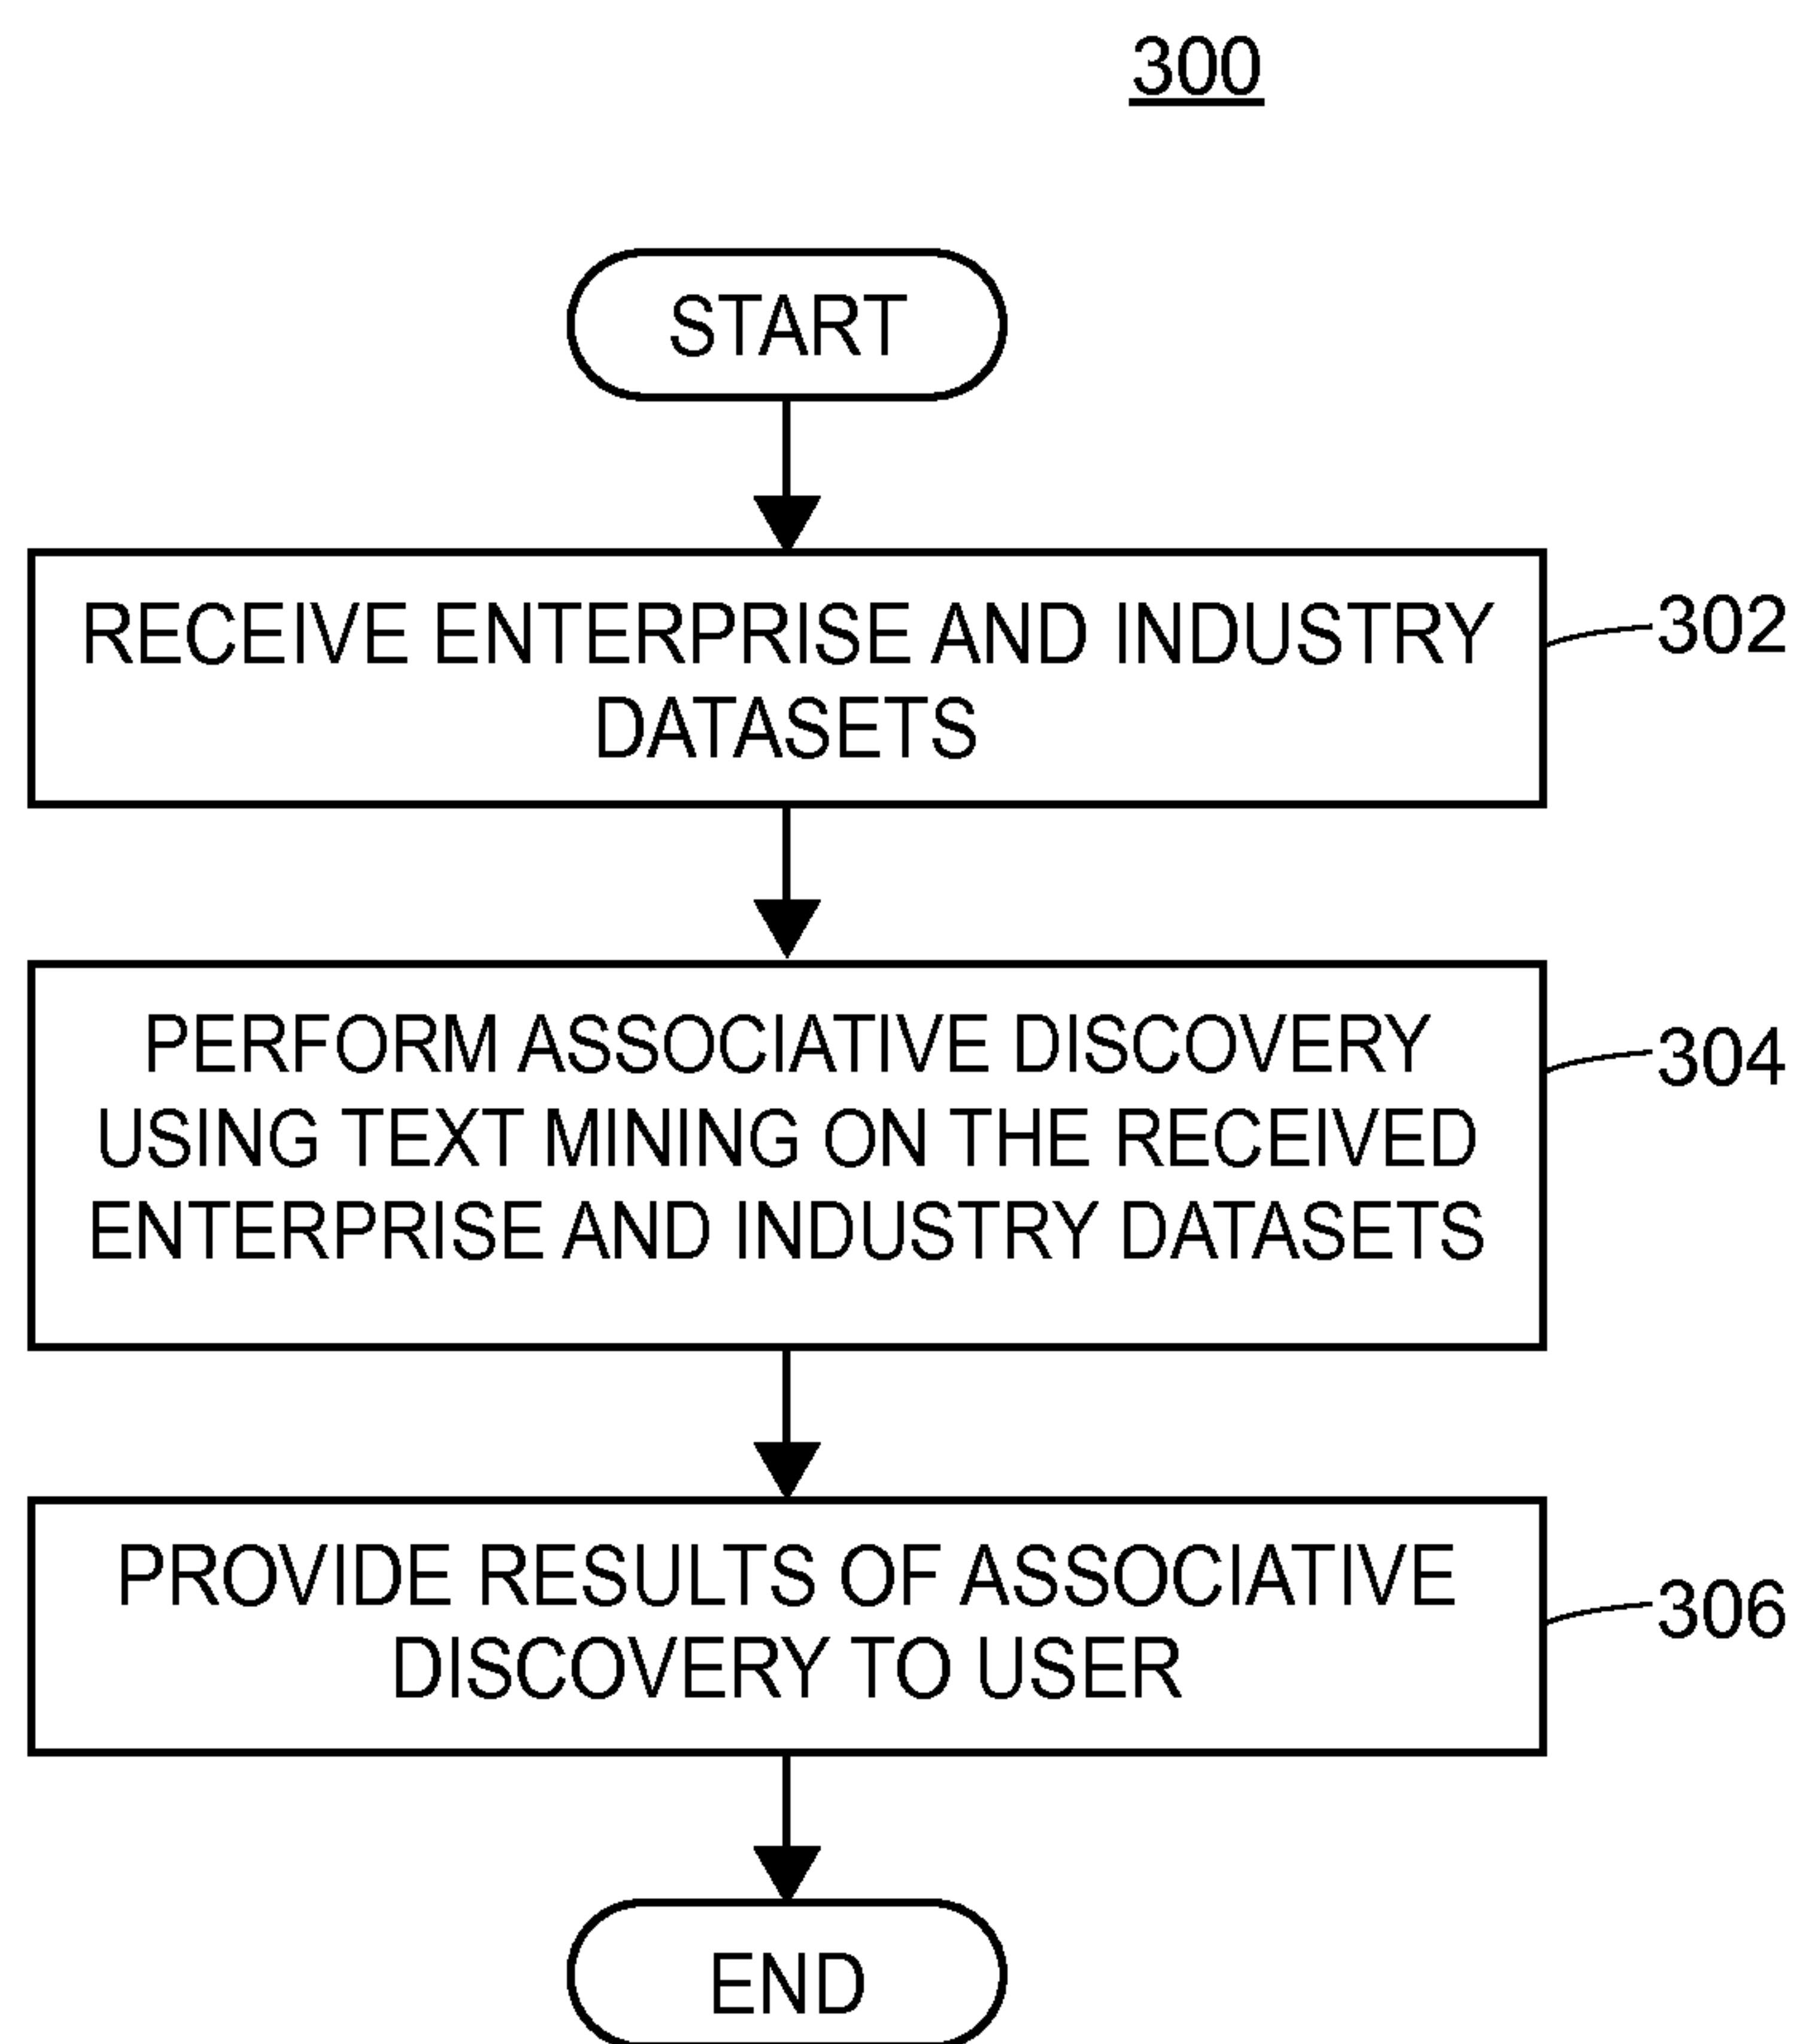 300
START
RECEIVE ENTERPRISE AND INDUSTRY
DATASETS
302
PERFORM ASSOCIATIVE DISCOVERY
USING TEXT MINING ON THE RECEIVED
ENTERPRISE AND INDUSTRY DATASETS
304
PROVIDE RESULTS OF ASSOCIATIVE
DISCOVERY TO USER
306
END